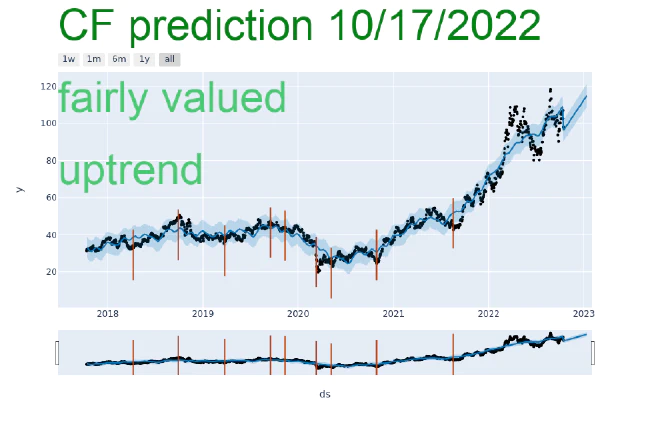 CF prediction 10/17/2022
1w 1m 6m 1y all
fairly valued
uptrend
120
100
80
60
40
20
y
2018 2019 2020 2021 2022 2023
ds